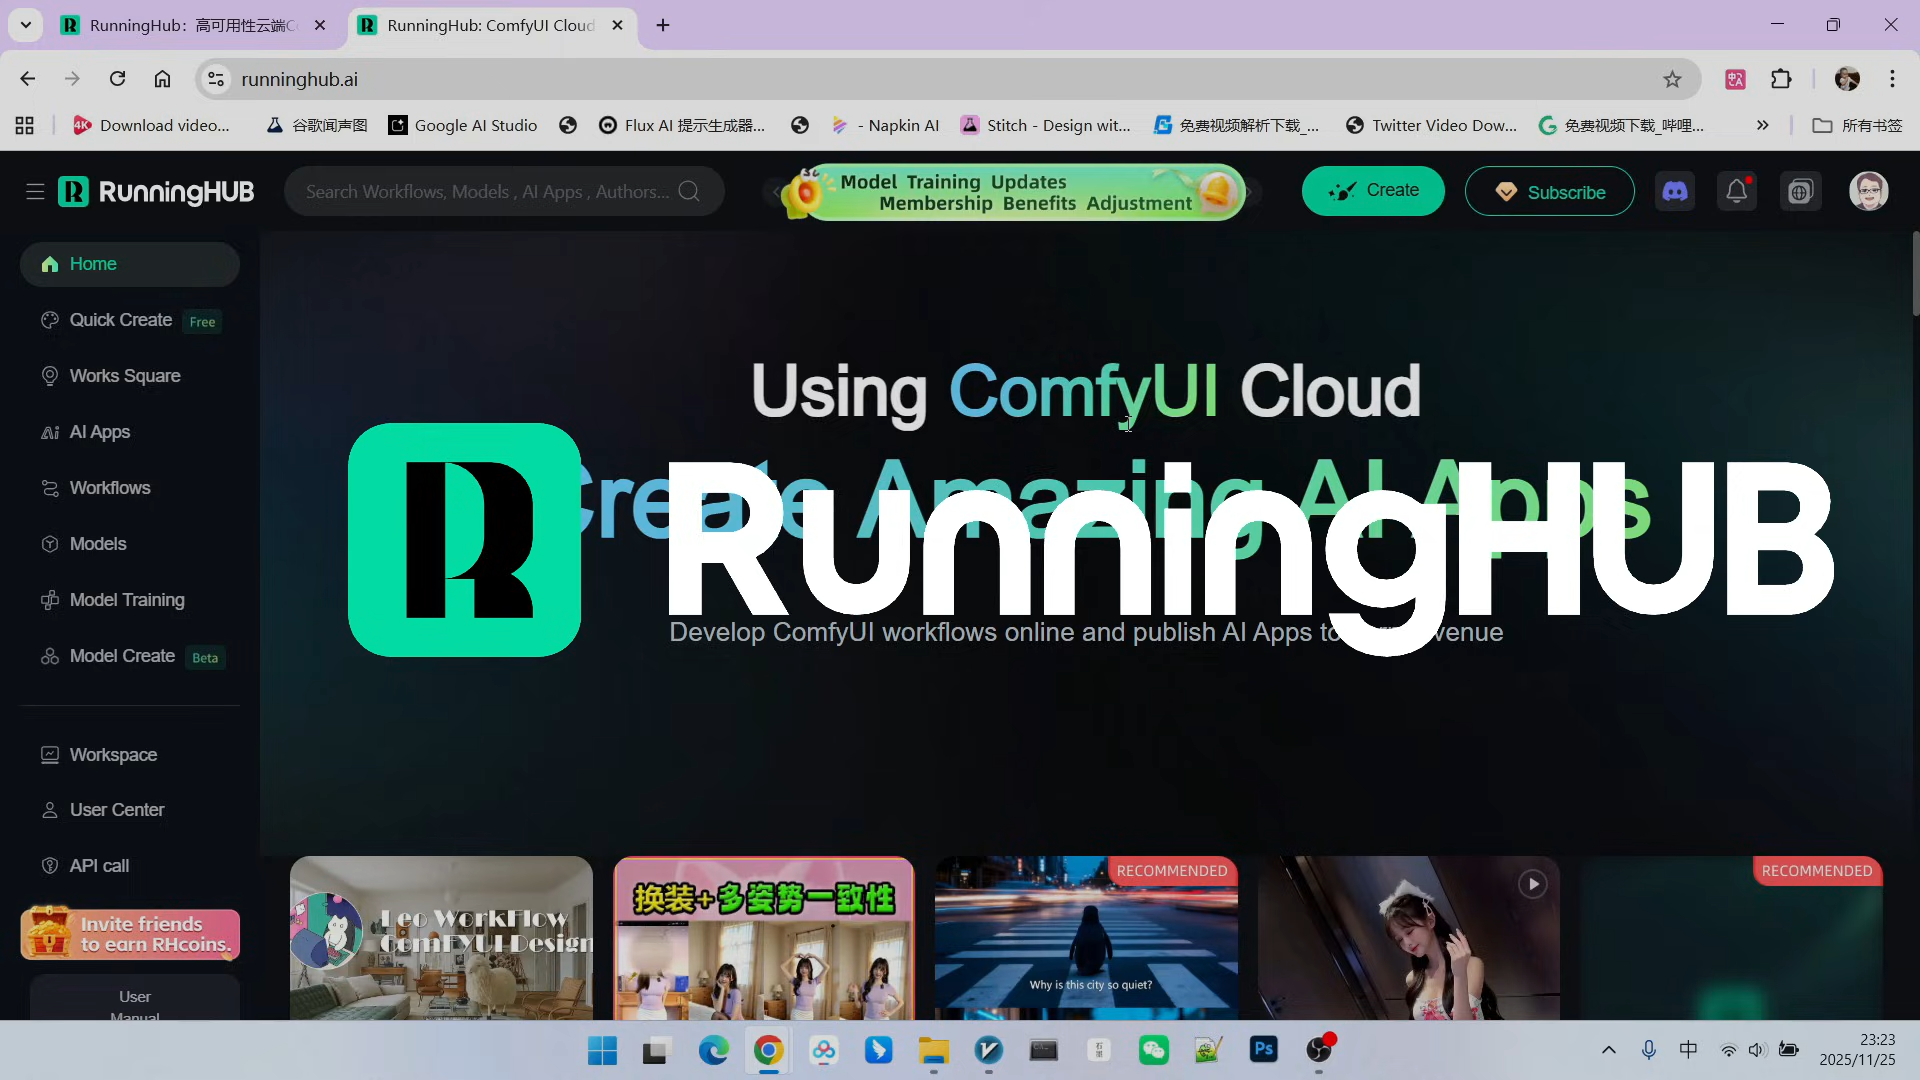 RunningHub：高可用性云端C
RunningHub: ComfyUI Cloud
runninghub.ai
Download video...
谷歌闻声图
Google AI Studio
Flux AI 提示生成器...
- Napkin AI
Stitch - Design wit...
免费视频解析下载_...
Twitter Video Dow...
免费视频下载_哔哩...
所有书签
RunningHUB
Search Workflows, Models , AI Apps , Authors...
Model Training Updates
Membership Benefits Adjustment
Create
Subscribe
Home
Quick Create Free
Works Square
AI Apps
Workflows
Models
Model Training
Model Create Beta
Workspace
User Center
API call
Invite friends
to earn RHcoins.
User
Manual
Using ComfyUI Cloud
Create Amazing AI Apps
RunningHUB
Develop ComfyUI workflows online and publish AI Apps to
Leo WorkFlow
ComFYUI Design
换装+多姿势一致性
RECOMMENDED
Why is this city so quiet?
RECOMMENDED
中
23:23
2025/11/25